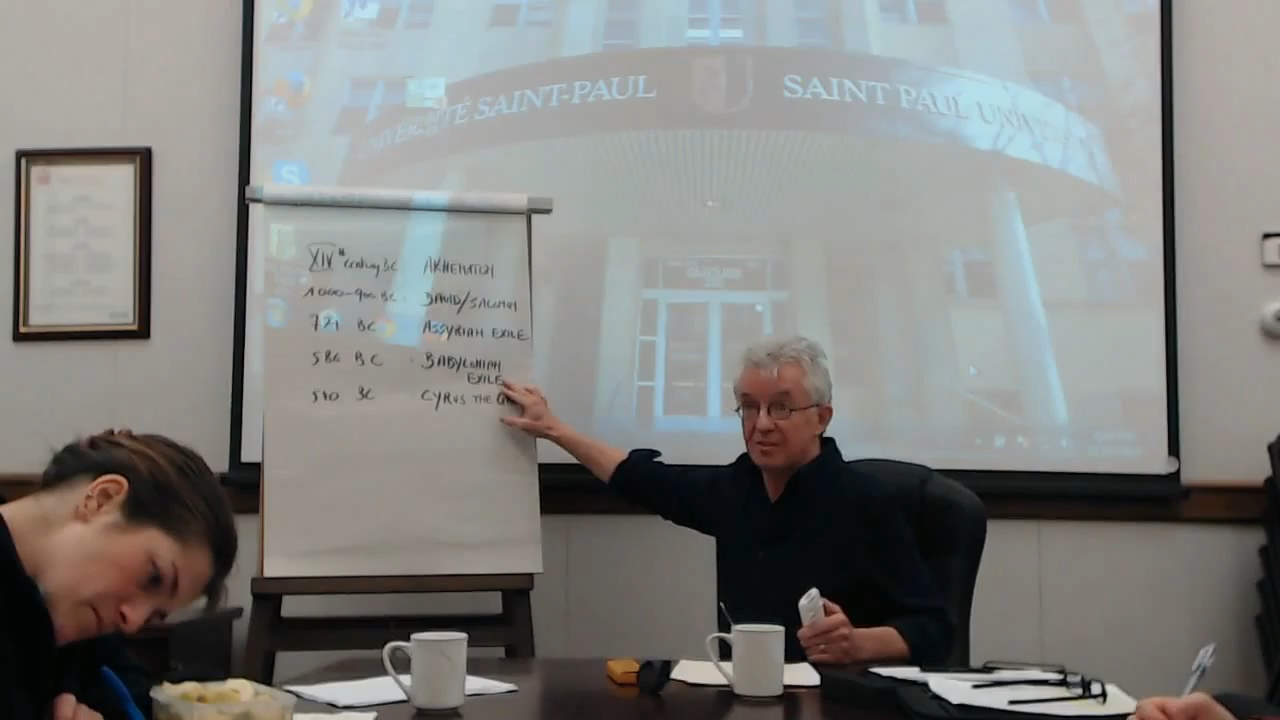 UNIVERSITÉ SAINT-PAUL SAINT PAUL UNIV
XIVth century BC AKHENATON
1000-900 BC. DAVID/SALOMON
721 BC ASSYRIAN EXILE
586 BC . BABYLONIAN
EXILE
510 BC CYRUS THE